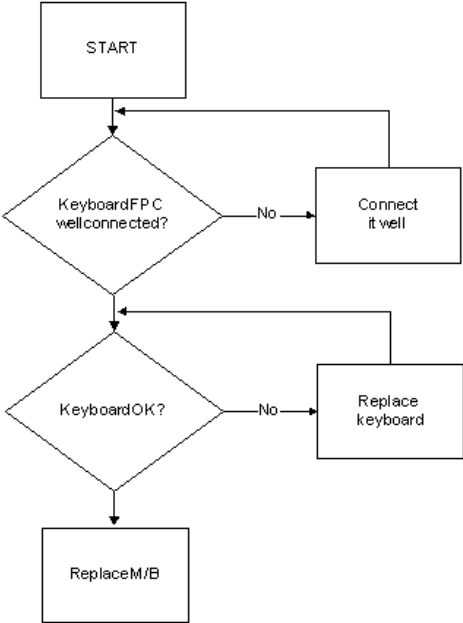 START
KeyboardFPC
wellconnected?
No
Connect
it well
KeyboardOK?
No
Replace
keyboard
ReplaceM/B